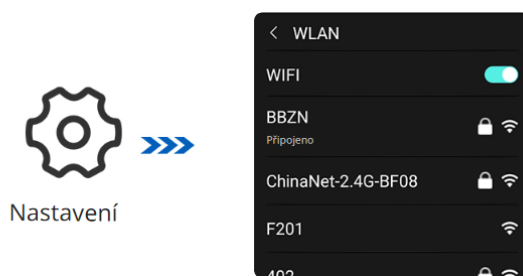 Nastavení
WLAN
WIFI
BBZN
Připojeno
ChinaNet-2.4G-BF08
F201